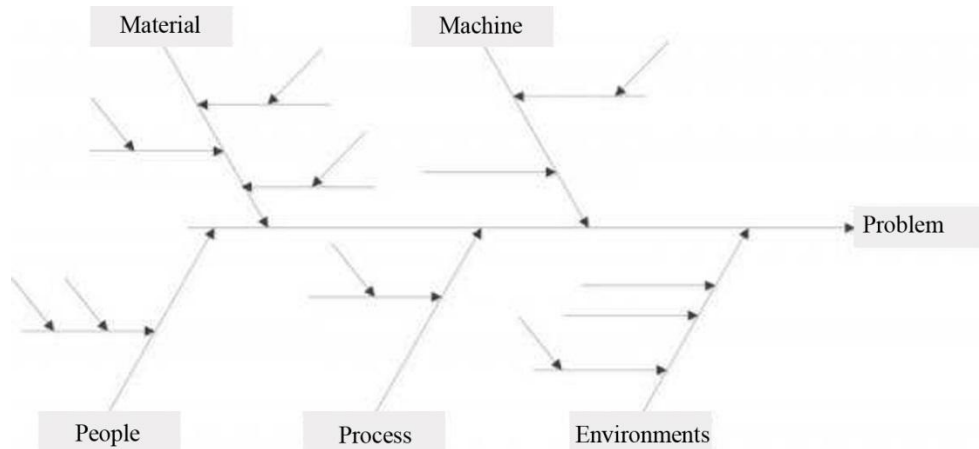 Material
Machine
Problem
People
Process
Environments